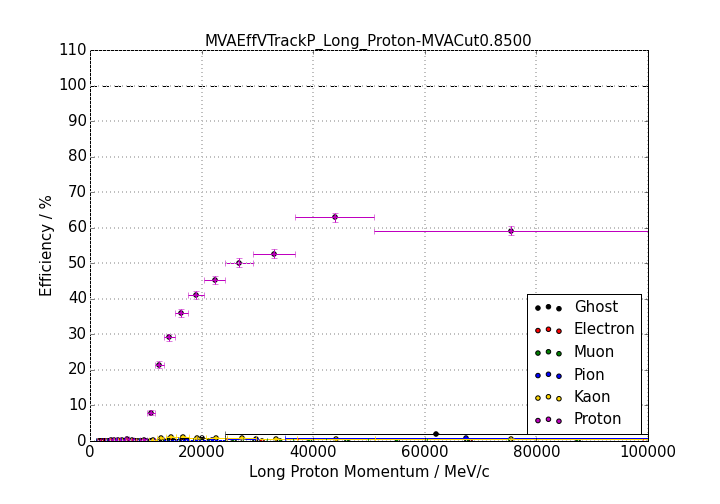 MVAEffVTrackP_Long_Proton-MVACut0.8500
110
100
90
80
70
60
50
40
30
20
10
0
Efficiency / %
0 20000 40000 60000 80000 100000
Long Proton Momentum / MeV/c
Ghost
Electron
Muon
Pion
Kaon
Proton